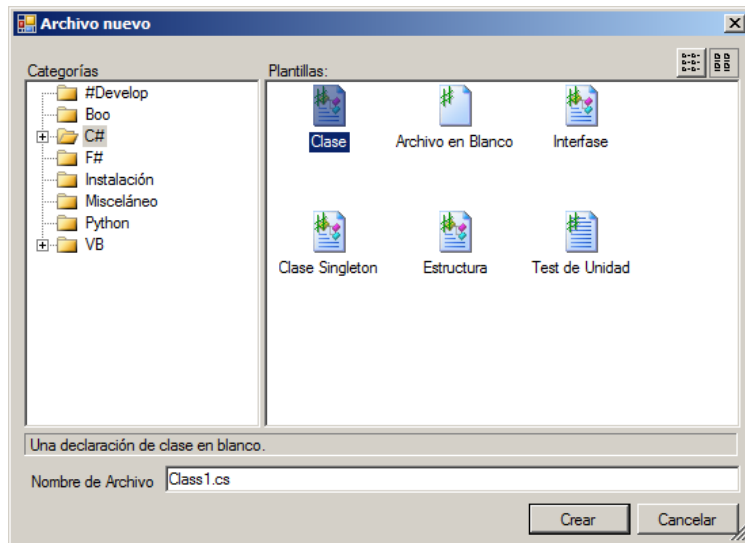 Archivo nuevo
Categorías
Plantillas:
#Develop
Boo
C#
F#
Instalación
Misceláneo
Python
VB
Clase
Archivo en Blanco
Interfase
Clase Singleton
Estructura
Test de Unidad
Una declaración de clase en blanco.
Nombre de Archivo
Class1.cs
Crear
Cancelar